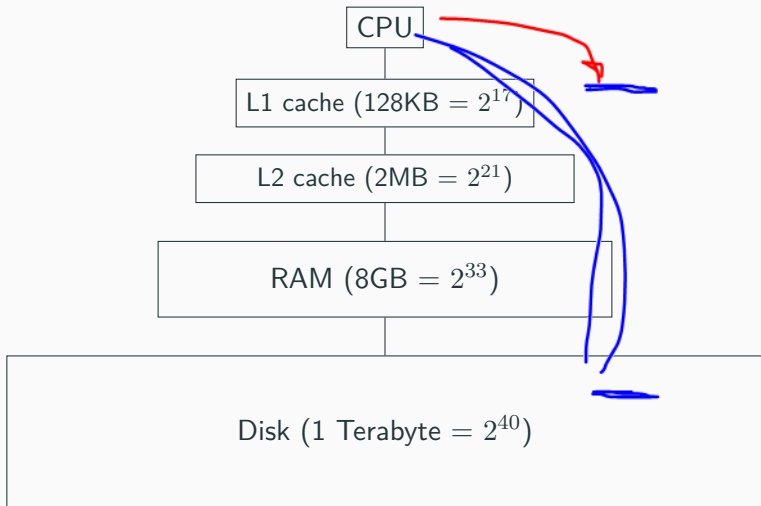 CPU
L1 cache (128KB = 2^17)
L2 cache (2MB = 2^21)
RAM (8GB = 2^33)
Disk (1 Terabyte = 2^40)